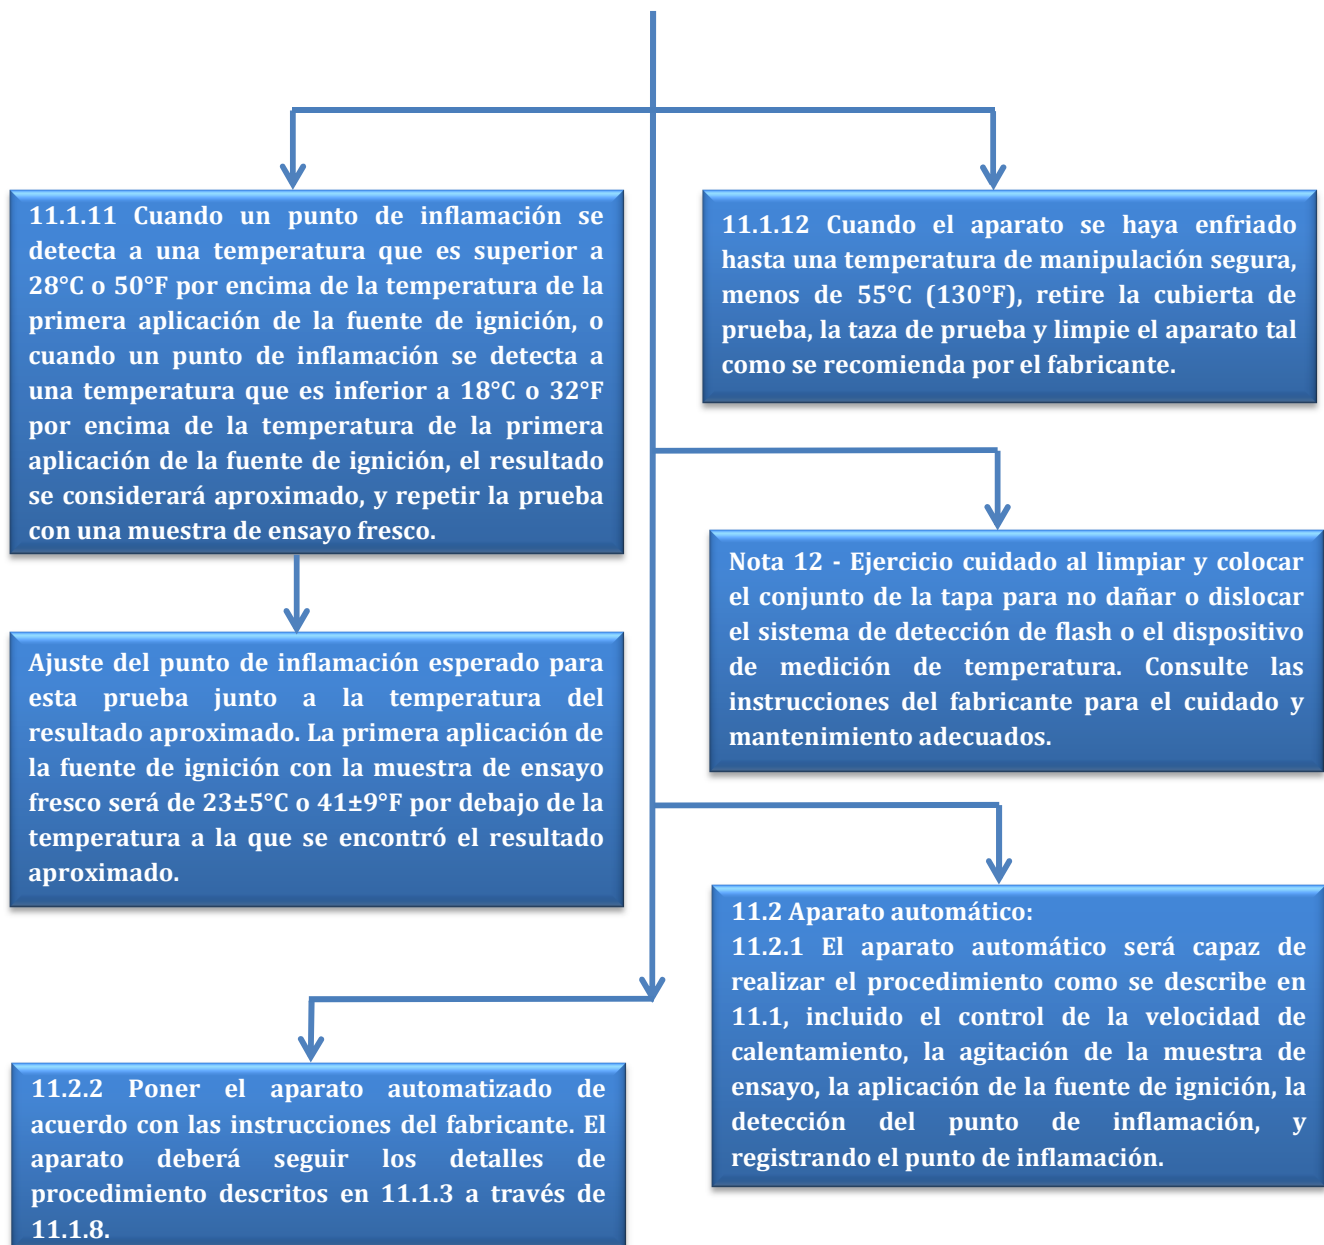 11.1.11 Cuando un punto de inflamación se
detecta a una temperatura que es superior a
28°C o 50°F por encima de la temperatura de la
primera aplicación de la fuente de ignición, o
cuando un punto de inflamación se detecta a
una temperatura que es inferior a 18°C o 32°F
por encima de la temperatura de la primera
aplicación de la fuente de ignición, el resultado
se considerará aproximado, y repetir la prueba
con una muestra de ensayo fresco.
11.1.12 Cuando el aparato se haya enfriado
hasta una temperatura de manipulación segura,
menos de 55°C (130°F), retire la cubierta de
prueba, la taza de prueba y limpie el aparato tal
como se recomienda por el fabricante.
Nota 12 - Ejercicio cuidado al limpiar y colocar
el conjunto de la tapa para no dañar o dislocar
el sistema de detección de flash o el dispositivo
de medición de temperatura. Consulte las
instrucciones del fabricante para el cuidado y
mantenimiento adecuados.
Ajuste del punto de inflamación esperado para
esta prueba junto a la temperatura del
resultado aproximado. La primera aplicación de
la fuente de ignición con la muestra de ensayo
fresco será de 23±5°C o 41±9°F por debajo de la
temperatura a la que se encontró el resultado
aproximado.
11.2 Aparato automático:
11.2.1 El aparato automático será capaz de
realizar el procedimiento como se describe en
11.1, incluido el control de la velocidad de
calentamiento, la agitación de la muestra de
ensayo, la aplicación de la fuente de ignición, la
detección del punto de inflamación, y
registrando el punto de inflamación.
11.2.2 Poner el aparato automatizado de
acuerdo con las instrucciones del fabricante. El
aparato deberá seguir los detalles de
procedimiento descritos en 11.1.3 a través de
11.1.8.